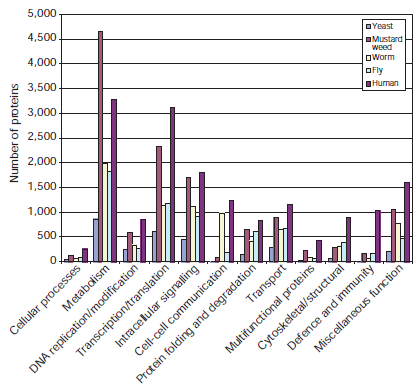 5,000
4,500
4,000
3,500
3,000
2,500
2,000
1,500
1,000
500
0
Number of proteins
Yeast
Mustard
weed
Worm
Fly
Human
Cellular processes
Metabolism
DNA replication/modification
Transcription/translation
Intracellular signalling
Cell-cell communication
Protein folding and degradation
Transport
Multifunctional proteins
Cytoskeletal/structural
Defence and immunity
Miscellaneous function